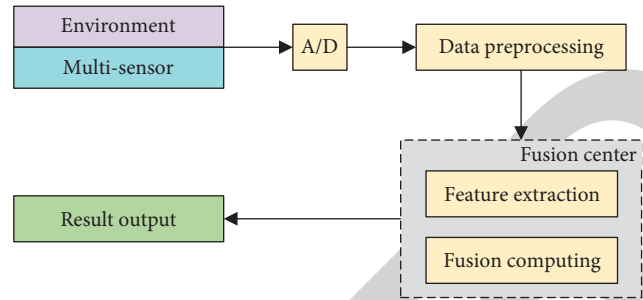 Environment
Multi-sensor
A/D
Data preprocessing
Fusion center
Feature extraction
Fusion computing
Result output